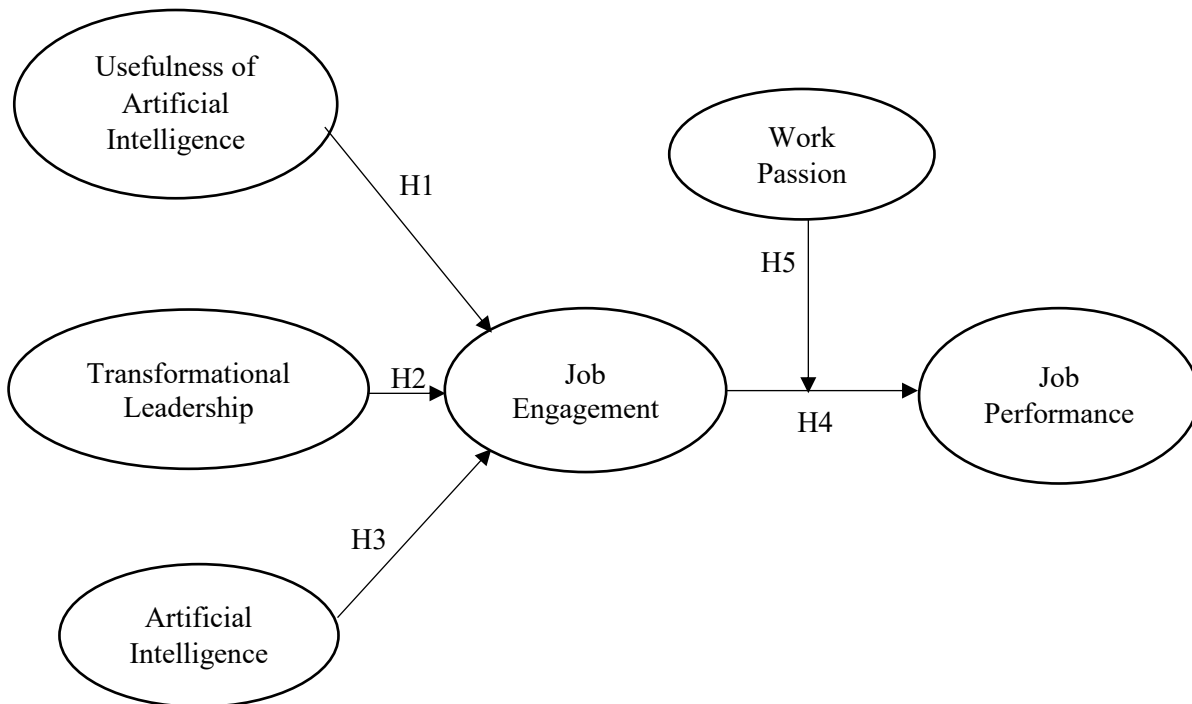 Usefulness of
Artificial
Intelligence
H1
Work
Passion
H5
Transformational
Leadership
H2
Job
Engagement
H4
Job
Performance
H3
Artificial
Intelligence